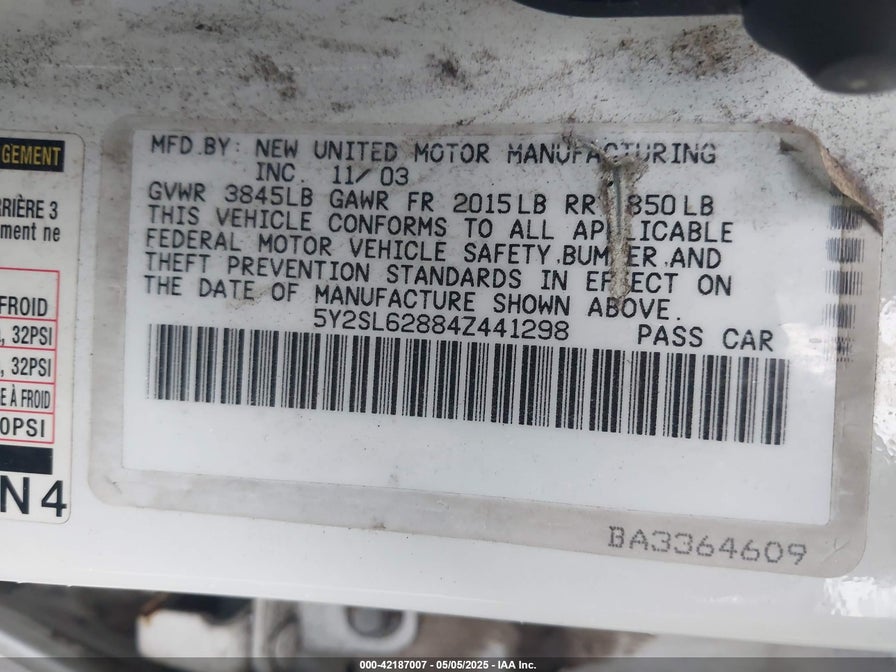 GEMENT
RIÈRE 3
ment ne
FROID
, 32PSI
, 32PSI
E À FROID
0PSI
N4
MFD.BY: NEW UNITED MOTOR MANUFACTURING
INC. 11/03
GVWR 3845LB GAWR FR 2015LB RR 850LB
THIS VEHICLE CONFORMS TO ALL APPLICABLE
FEDERAL MOTOR VEHICLE SAFETY,BUMPER,AND
THEFT PREVENTION STANDARDS IN EFFECT ON
THE DATE OF MANUFACTURE SHOWN ABOVE.
5Y2SL62884Z441298 PASS CAR
BA3364609
000-42187007 - 05/05/2025 - IAA Inc.